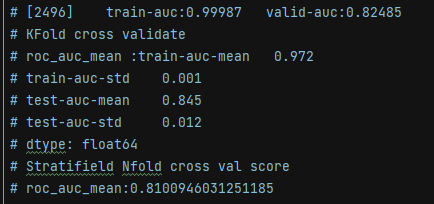 # [2496]    train-auc:0.99987   valid-auc:0.82485
# KFold cross validate
# roc_auc_mean :train-auc-mean   0.972
# train-auc-std    0.001
# test-auc-mean    0.845
# test-auc-std     0.012
# dtype: float64
# Stratifield Nfold cross val score
# roc_auc_mean:0.8100946031251185